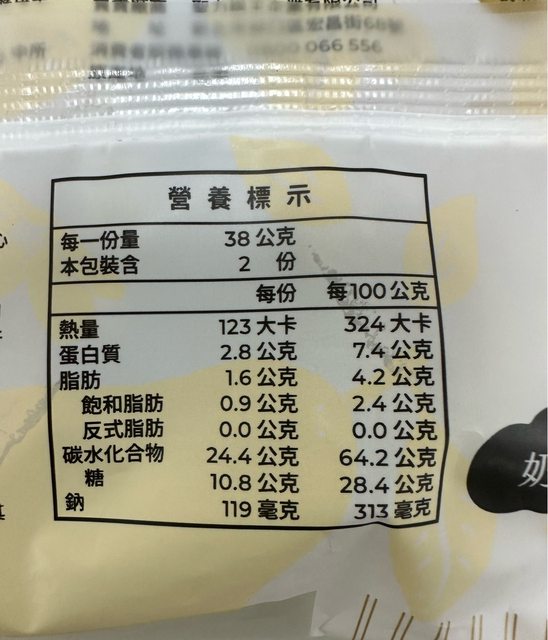 營養標示
每一份量 38 公克
本包裝含 2 份
每份 每100公克
熱量 123 大卡 324 大卡
蛋白質 2.8 公克 7.4 公克
脂肪 1.6 公克 4.2 公克
飽和脂肪 0.9 公克 2.4 公克
反式脂肪 0.0 公克 0.0 公克
碳水化合物 24.4 公克 64.2 公克
糖 10.8 公克 28.4 公克
鈉 119 毫克 313 毫克
奶